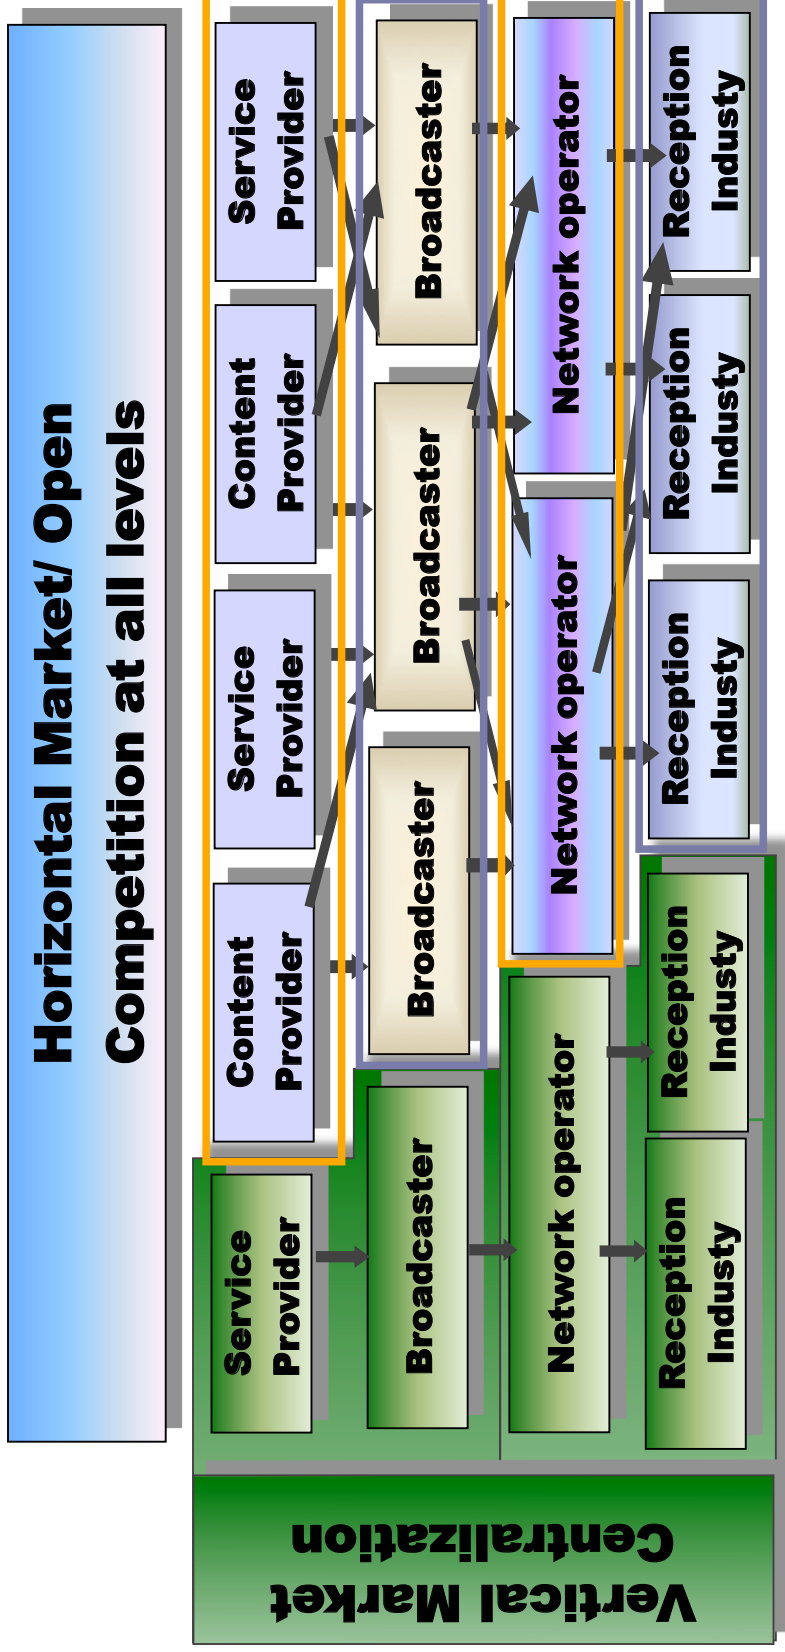 Horizontal Market/ Open
Competition at all levels
Vertical Market
Centralization
Service
Provider
Content
Provider
Service
Provider
Content
Provider
Service
Provider
Broadcaster
Broadcaster
Broadcaster
Broadcaster
Network operator
Network operator
Network operator
Reception
Industy
Reception
Industy
Reception
Industy
Reception
Industy
Reception
Industy